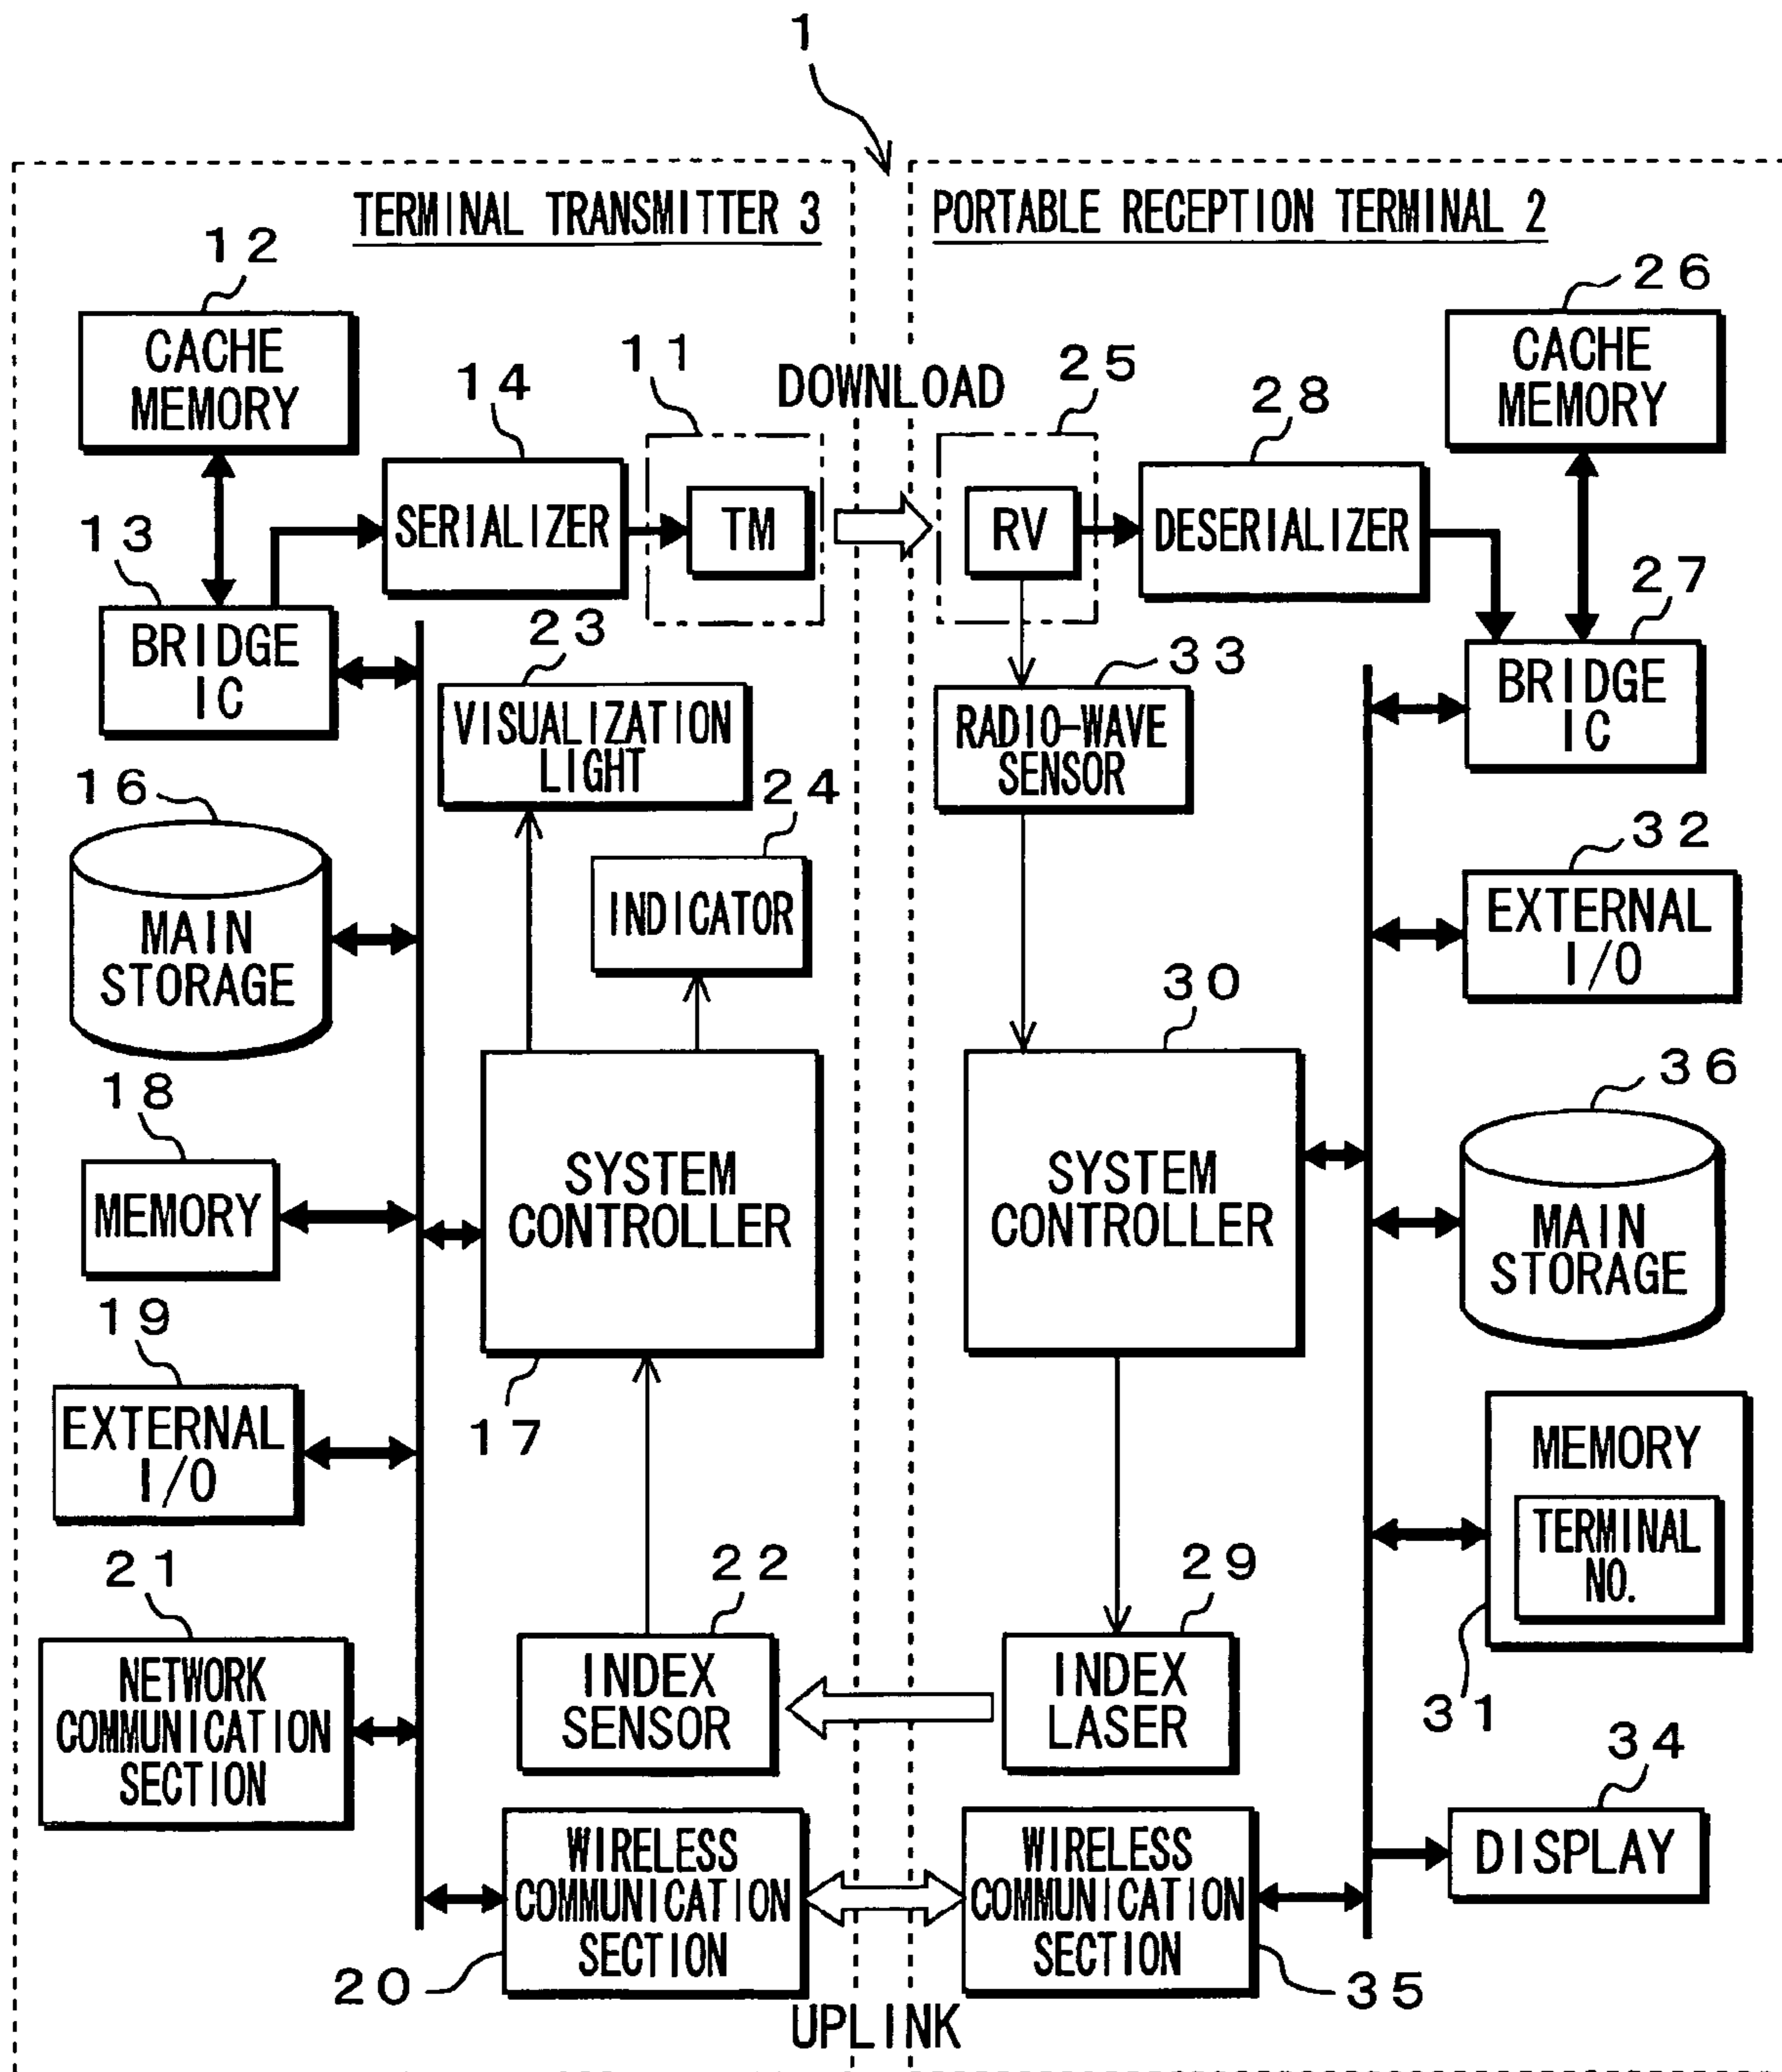 1
TERMINAL TRANSMITTER 3
12
CACHE
MEMORY
14
11
SERIALIZER
TM
13
BRIDGE
IC
23
VISUALIZATION
LIGHT
16
MAIN
STORAGE
24
INDICATOR
18
MEMORY
SYSTEM
CONTROLLER
17
19
EXTERNAL
I/O
21
NETWORK
COMMUNICATION
SECTION
22
INDEX
SENSOR
WIRELESS
COMMUNICATION
SECTION
20
DOWNLOAD
UPLINK
PORTABLE RECEPTION TERMINAL 2
26
CACHE
MEMORY
25
28
RV
DESERIALIZER
27
BRIDGE
IC
33
RADIO-WAVE
SENSOR
32
EXTERNAL
I/O
30
SYSTEM
CONTROLLER
36
MAIN
STORAGE
MEMORY
TERMINAL
NO.
31
29
INDEX
LASER
34
DISPLAY
WIRELESS
COMMUNICATION
SECTION
35